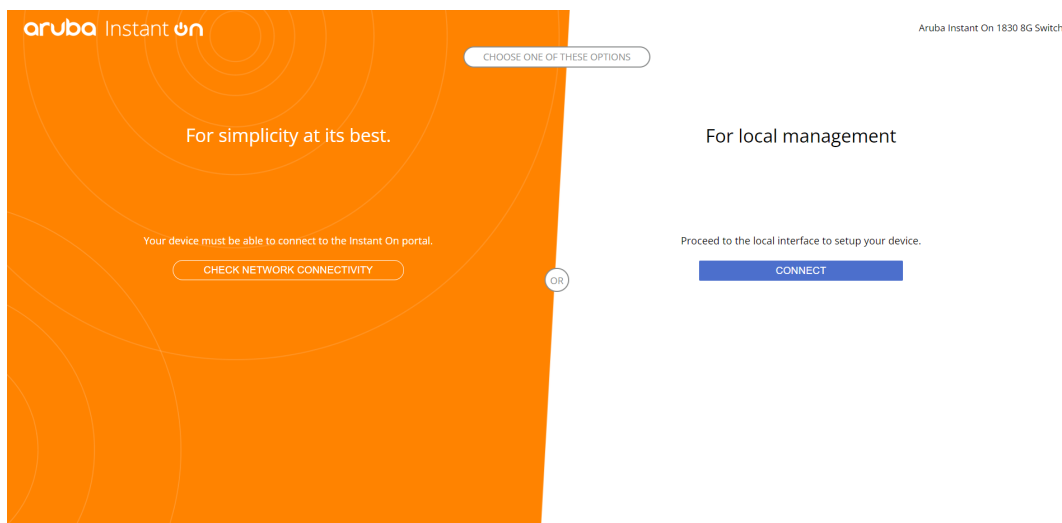 aruba Instant On
Aruba Instant On 1830 8G Switch
CHOOSE ONE OF THESE OPTIONS
For simplicity at its best.
Your device must be able to connect to the Instant On portal.
CHECK NETWORK CONNECTIVITY
OR
For local management
Proceed to the local interface to setup your device.
CONNECT